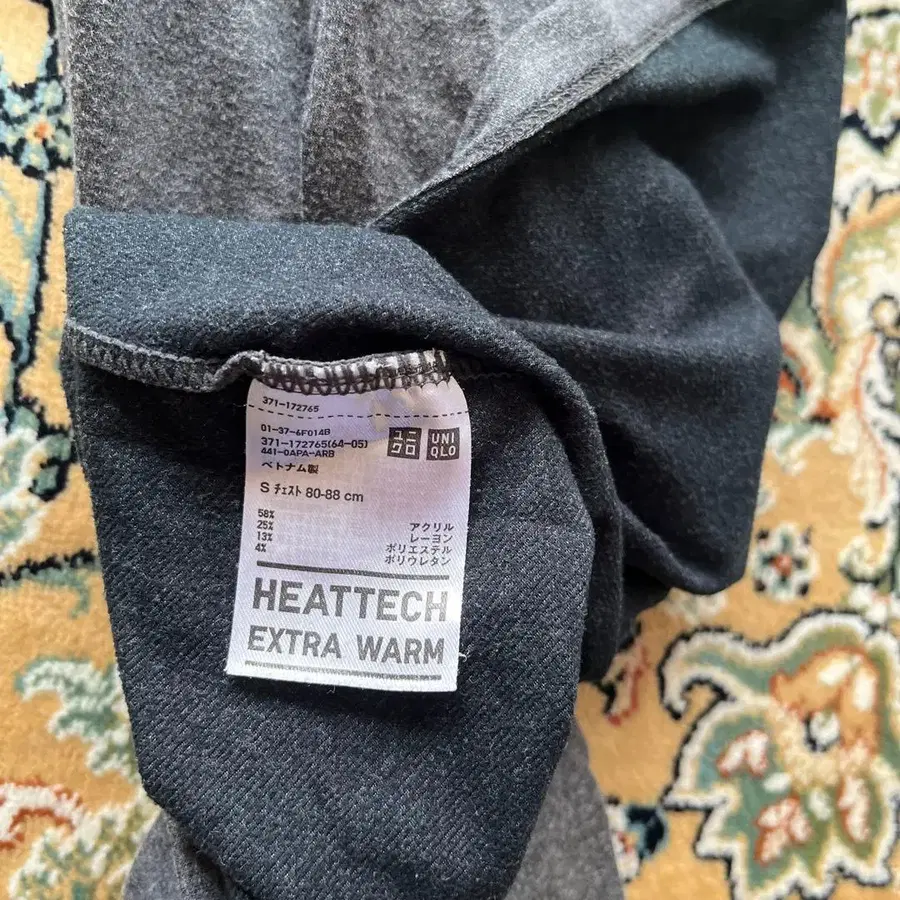 371-172765
01-37-6F014B
371-172765(64-05)
441-0APA-ARB
ベトナム製
ユニ
クロ
UNI
QLO
S チェスト 80-88 cm
58% アクリル
25% レーヨン
13% ポリエステル
4% ポリウレタン
HEATTECH
EXTRA WARM